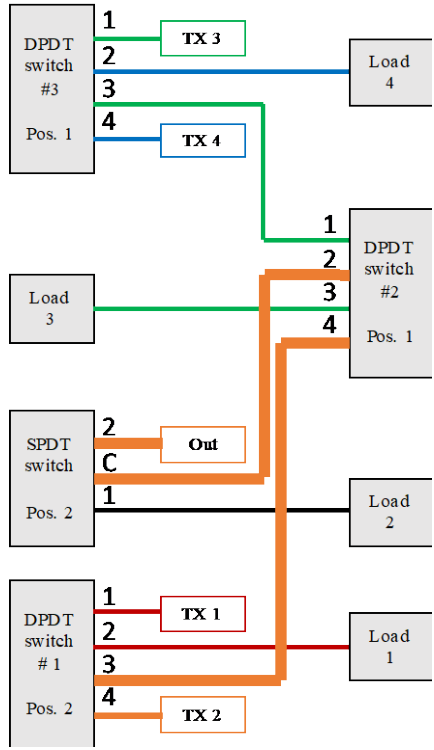 DPDT
switch
#3
Pos. 1
1
2
3
4
TX 3
TX 4
Load
4
1
2
3
4
DPDT
switch
#2
Pos. 1
Load
3
SPDT
switch
Pos. 2
2
C
1
Out
Load
2
DPDT
switch
# 1
Pos. 2
1
2
3
4
TX 1
TX 2
Load
1